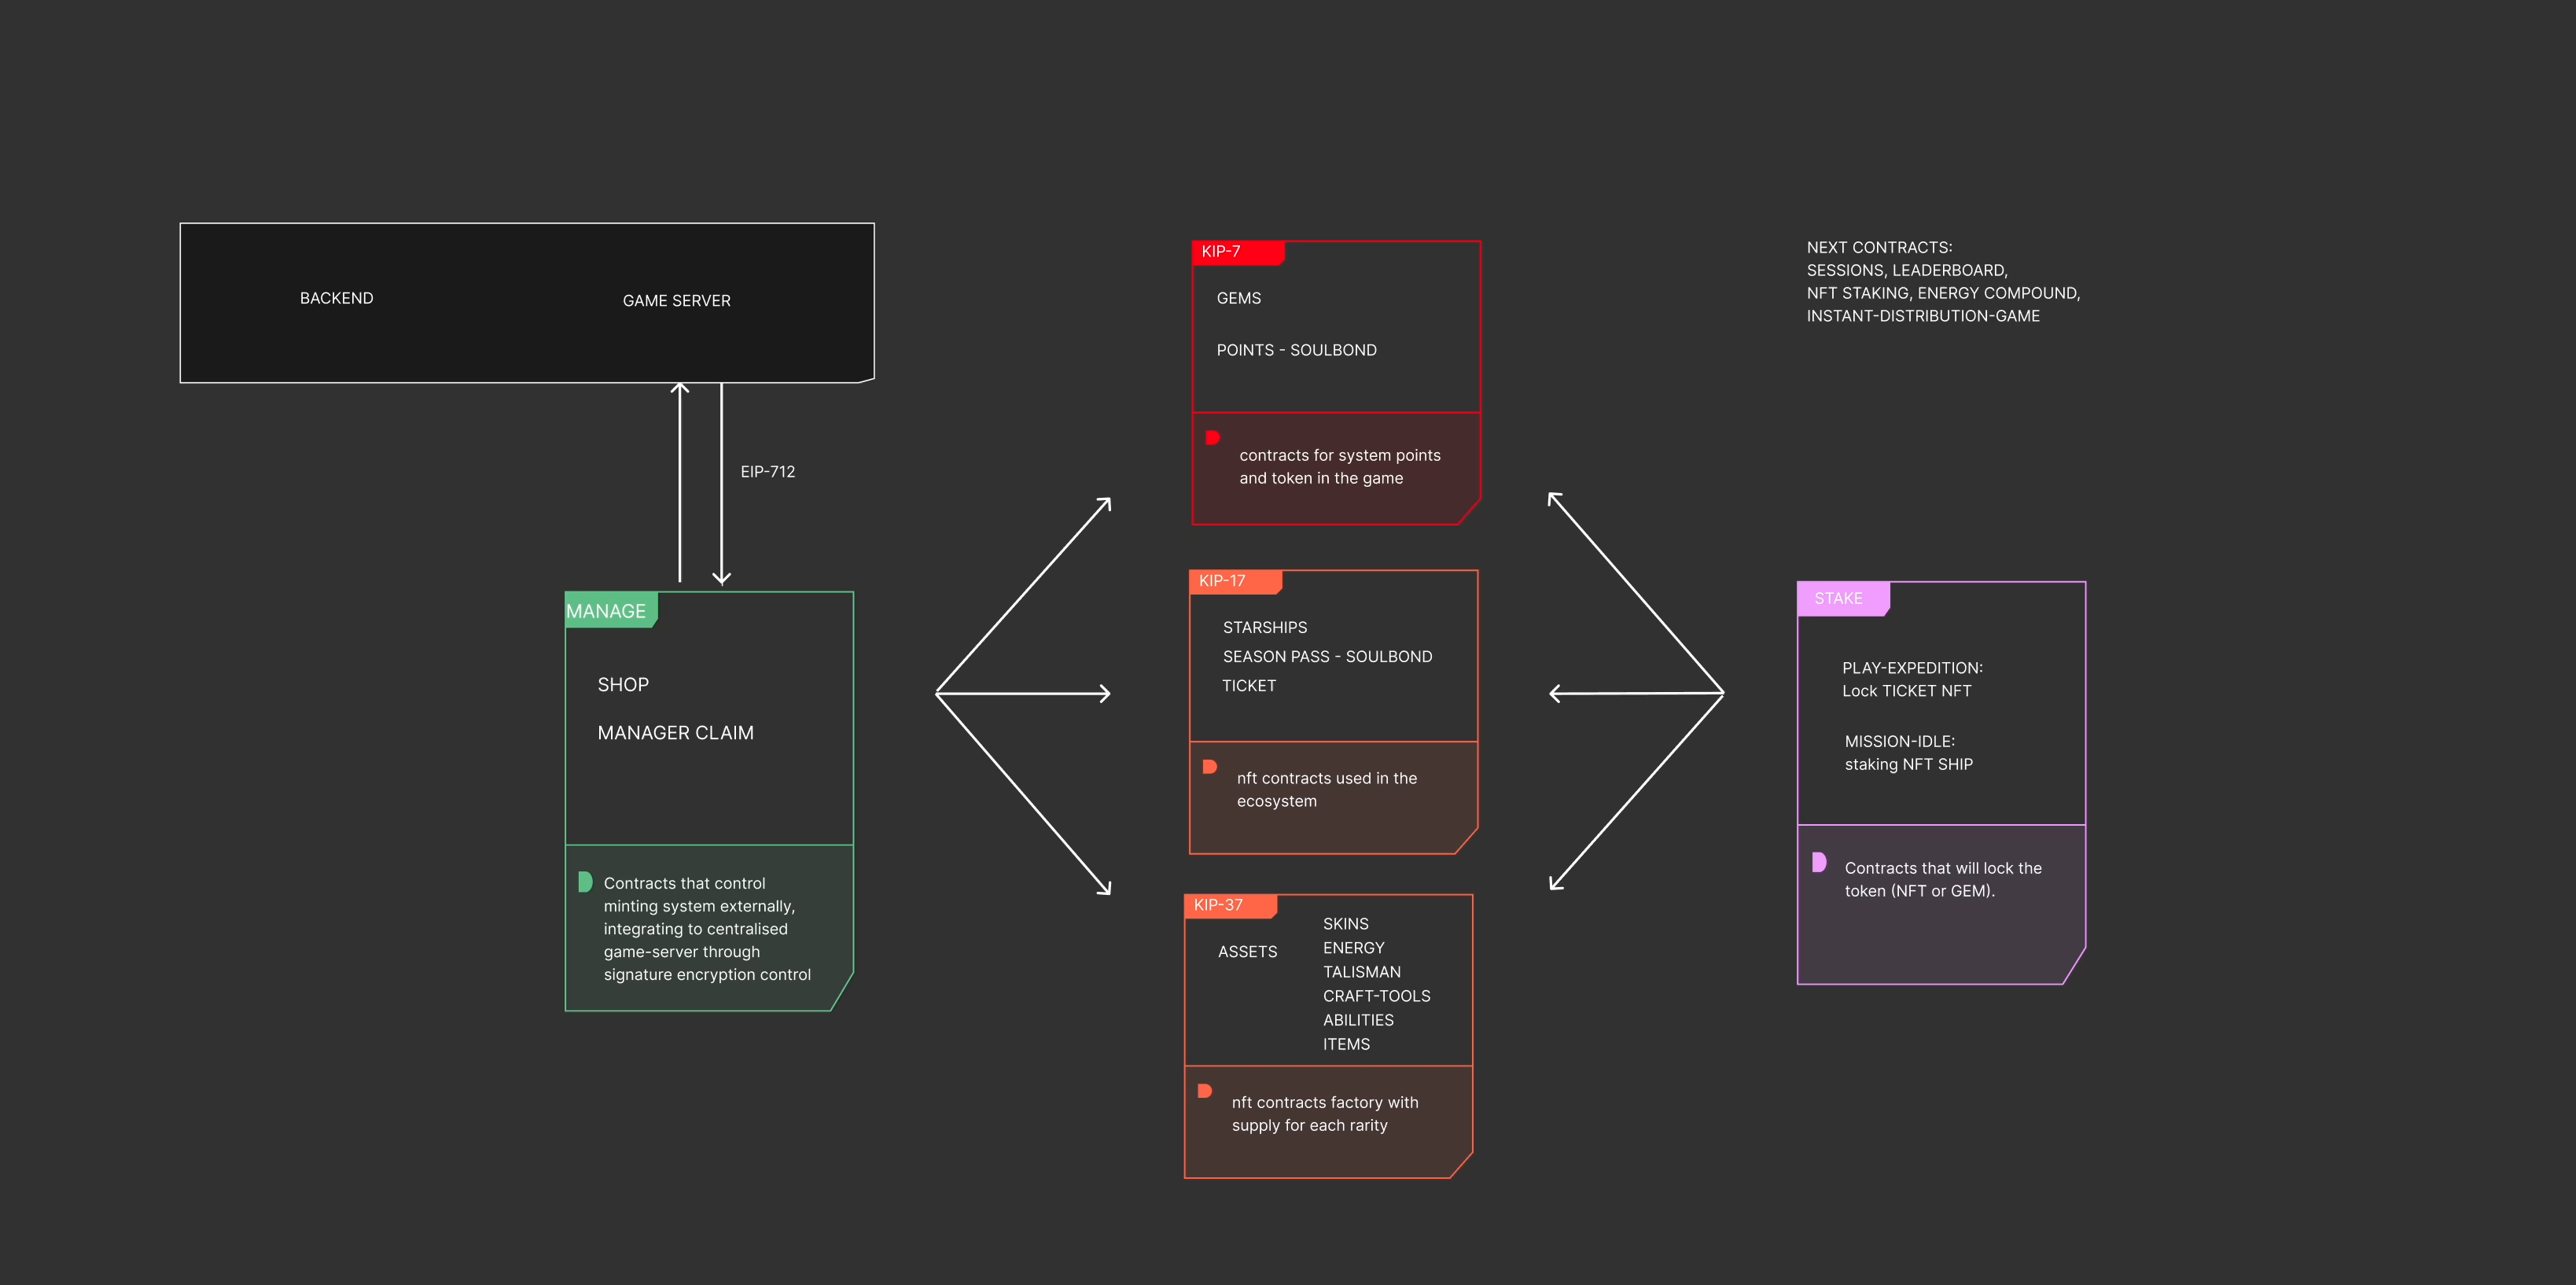 BACKEND
GAME SERVER
EIP-712
MANAGE
SHOP
MANAGER CLAIM
Contracts that control
minting system externally,
integrating to centralised
game-server through
signature encryption control
KIP-7
GEMS
POINTS - SOULBOND
contracts for system points
and token in the game
KIP-17
STARSHIPS
SEASON PASS - SOULBOND
TICKET
nft contracts used in the
ecosystem
KIP-37
ASSETS
SKINS
ENERGY
TALISMAN
CRAFT-TOOLS
ABILITIES
ITEMS
nft contracts factory with
supply for each rarity
NEXT CONTRACTS:
SESSIONS, LEADERBOARD,
NFT STAKING, ENERGY COMPOUND,
INSTANT-DISTRIBUTION-GAME
STAKE
PLAY-EXPEDITION:
Lock TICKET NFT
MISSION-IDLE:
staking NFT SHIP
Contracts that will lock the
token (NFT or GEM).